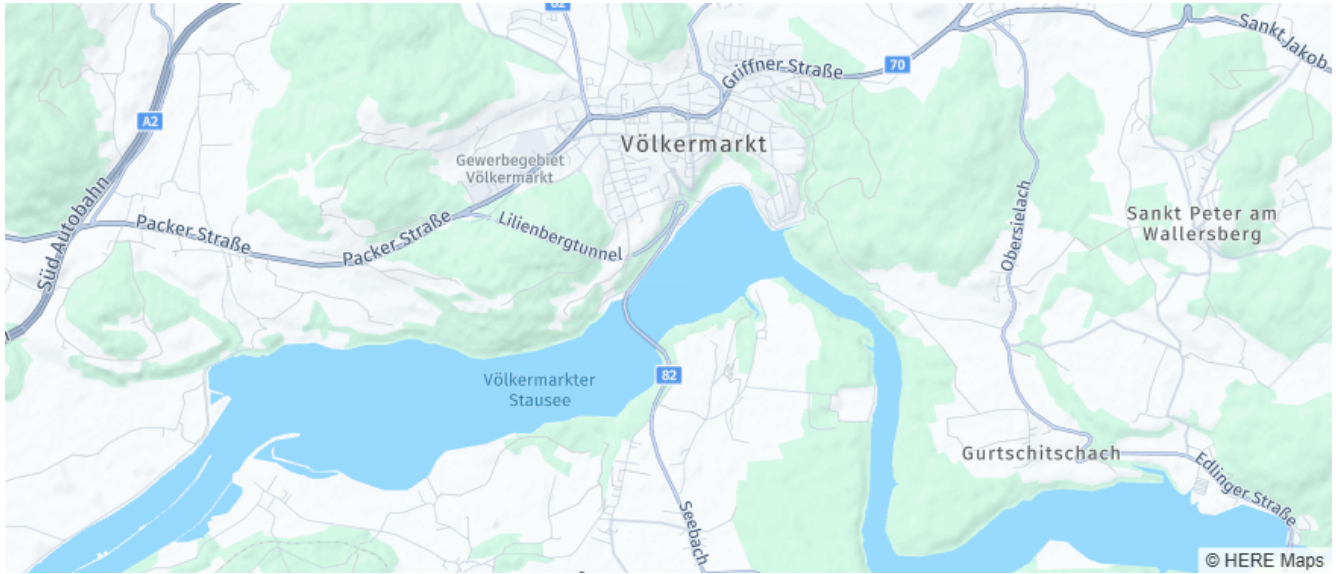 82
Sankt Jakob
Griffner Straße
70
A2
Völkermarkt
Gewerbegebiet
Völkermarkt
Süd Autobahn
Packer Straße
Packer Straße
Lilienbergtunnel
Obersielach
Sankt Peter am
Wallersberg
82
Völkermarkter
Stausee
Gurtschitschach
Edlinger Straße
Seebach
© HERE Maps